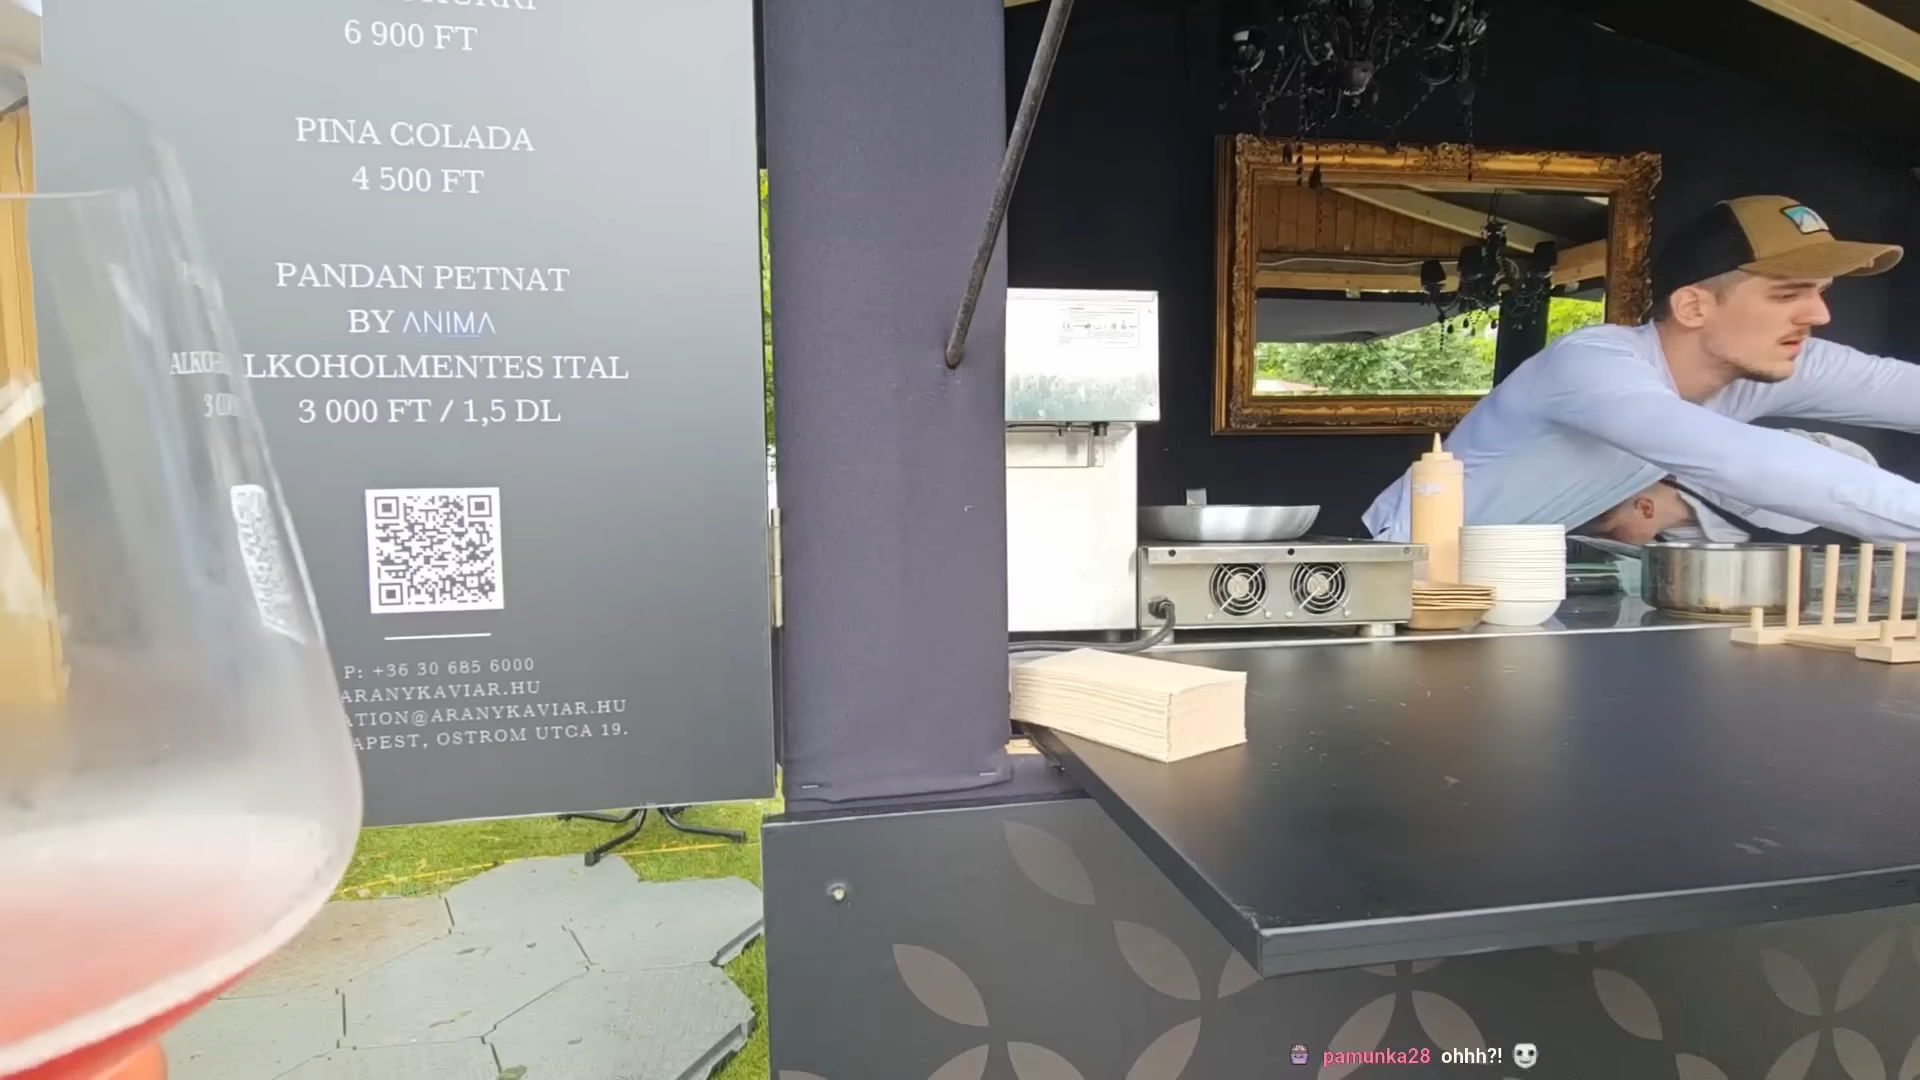 6 900 FT
PINA COLADA
4 500 FT
PANDAN PETNAT
BY ANIMA
LKOHOLMENTES ITAL
3 000 FT / 1,5 DL
P: +36 30 685 6000
ARANYKAVIAR.HU
ATION@ARANYKAVIAR.HU
APEST, OSTROM UTCA 19.
pamunka28 ohhh?!